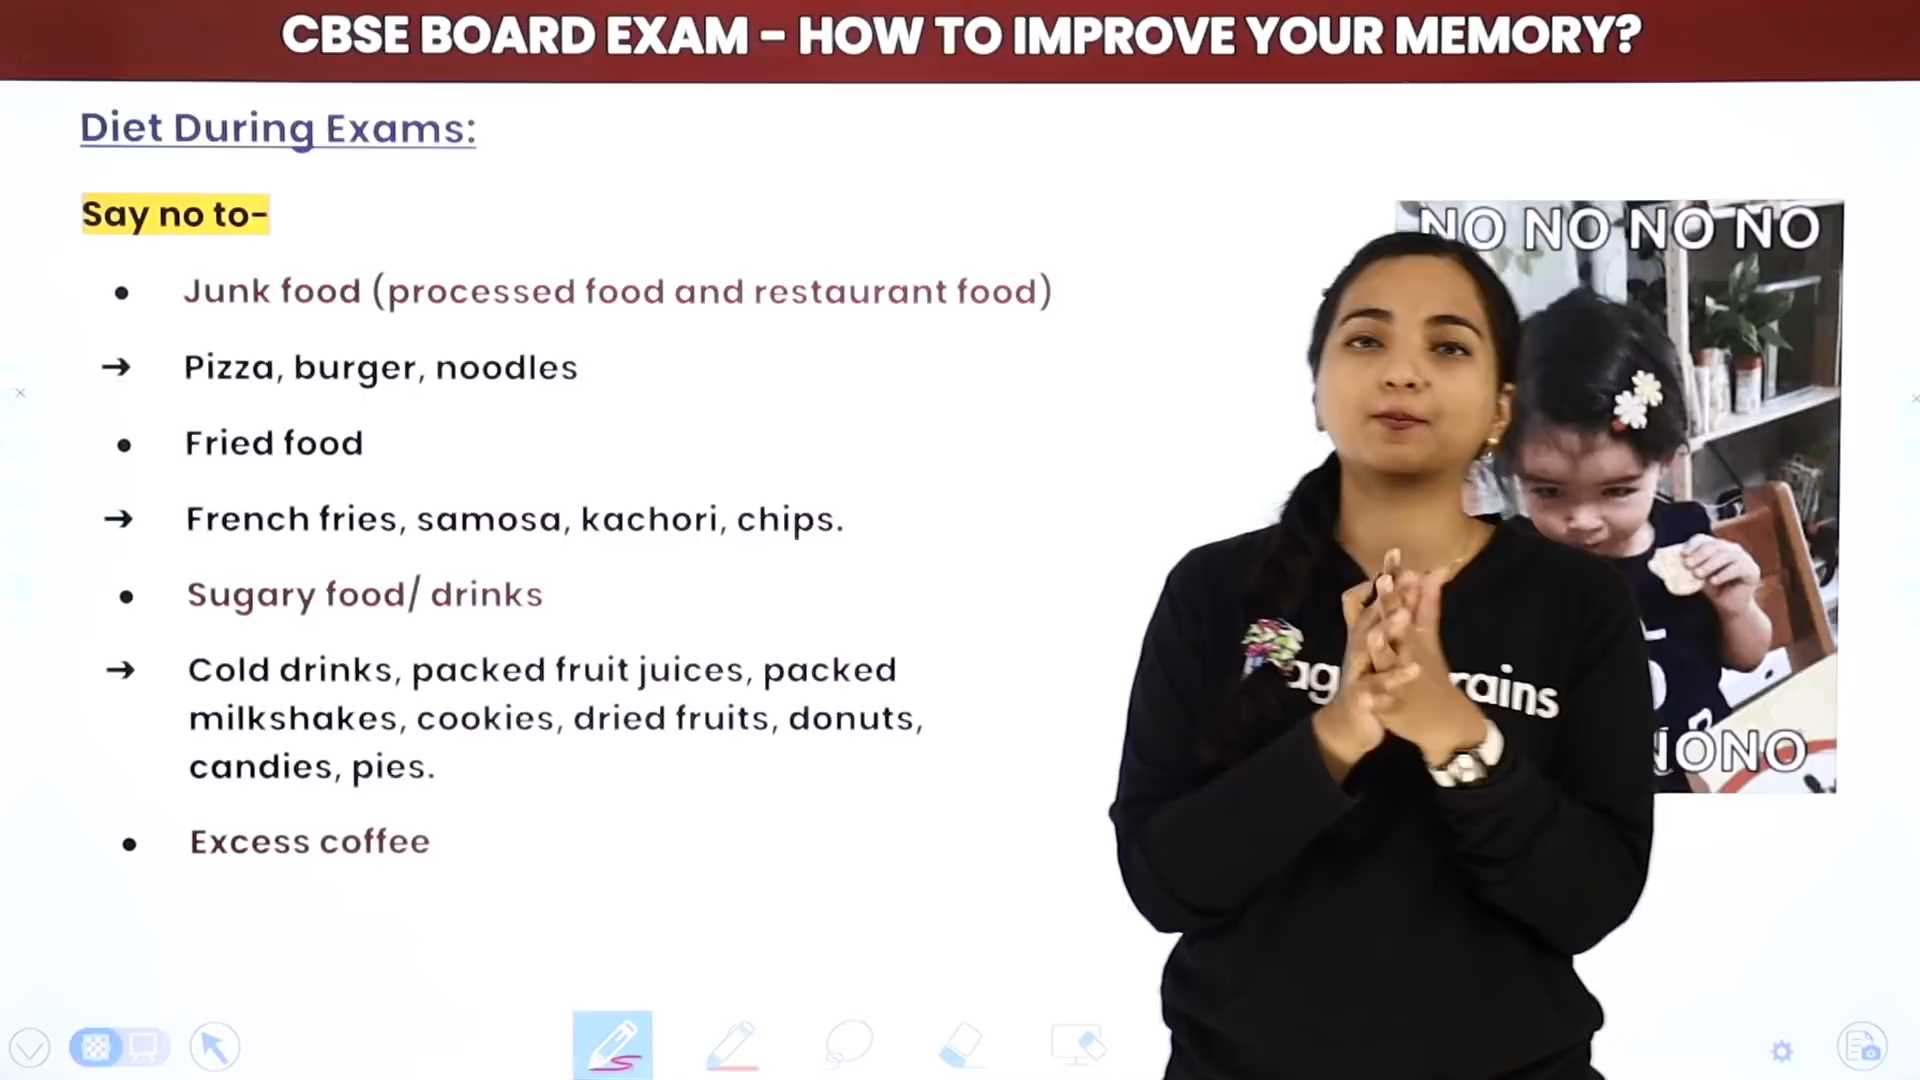 CBSE BOARD EXAM - HOW TO IMPROVE YOUR MEMORY?
Diet During Exams:
Say no to-
● Junk food (processed food and restaurant food)
➔ Pizza, burger, noodles
● Fried food
➔ French fries, samosa, kachori, chips.
● Sugary food/ drinks
➔ Cold drinks, packed fruit juices, packed
milkshakes, cookies, dried fruits, donuts,
candies, pies.
● Excess coffee
NO NO NO NO
NONO